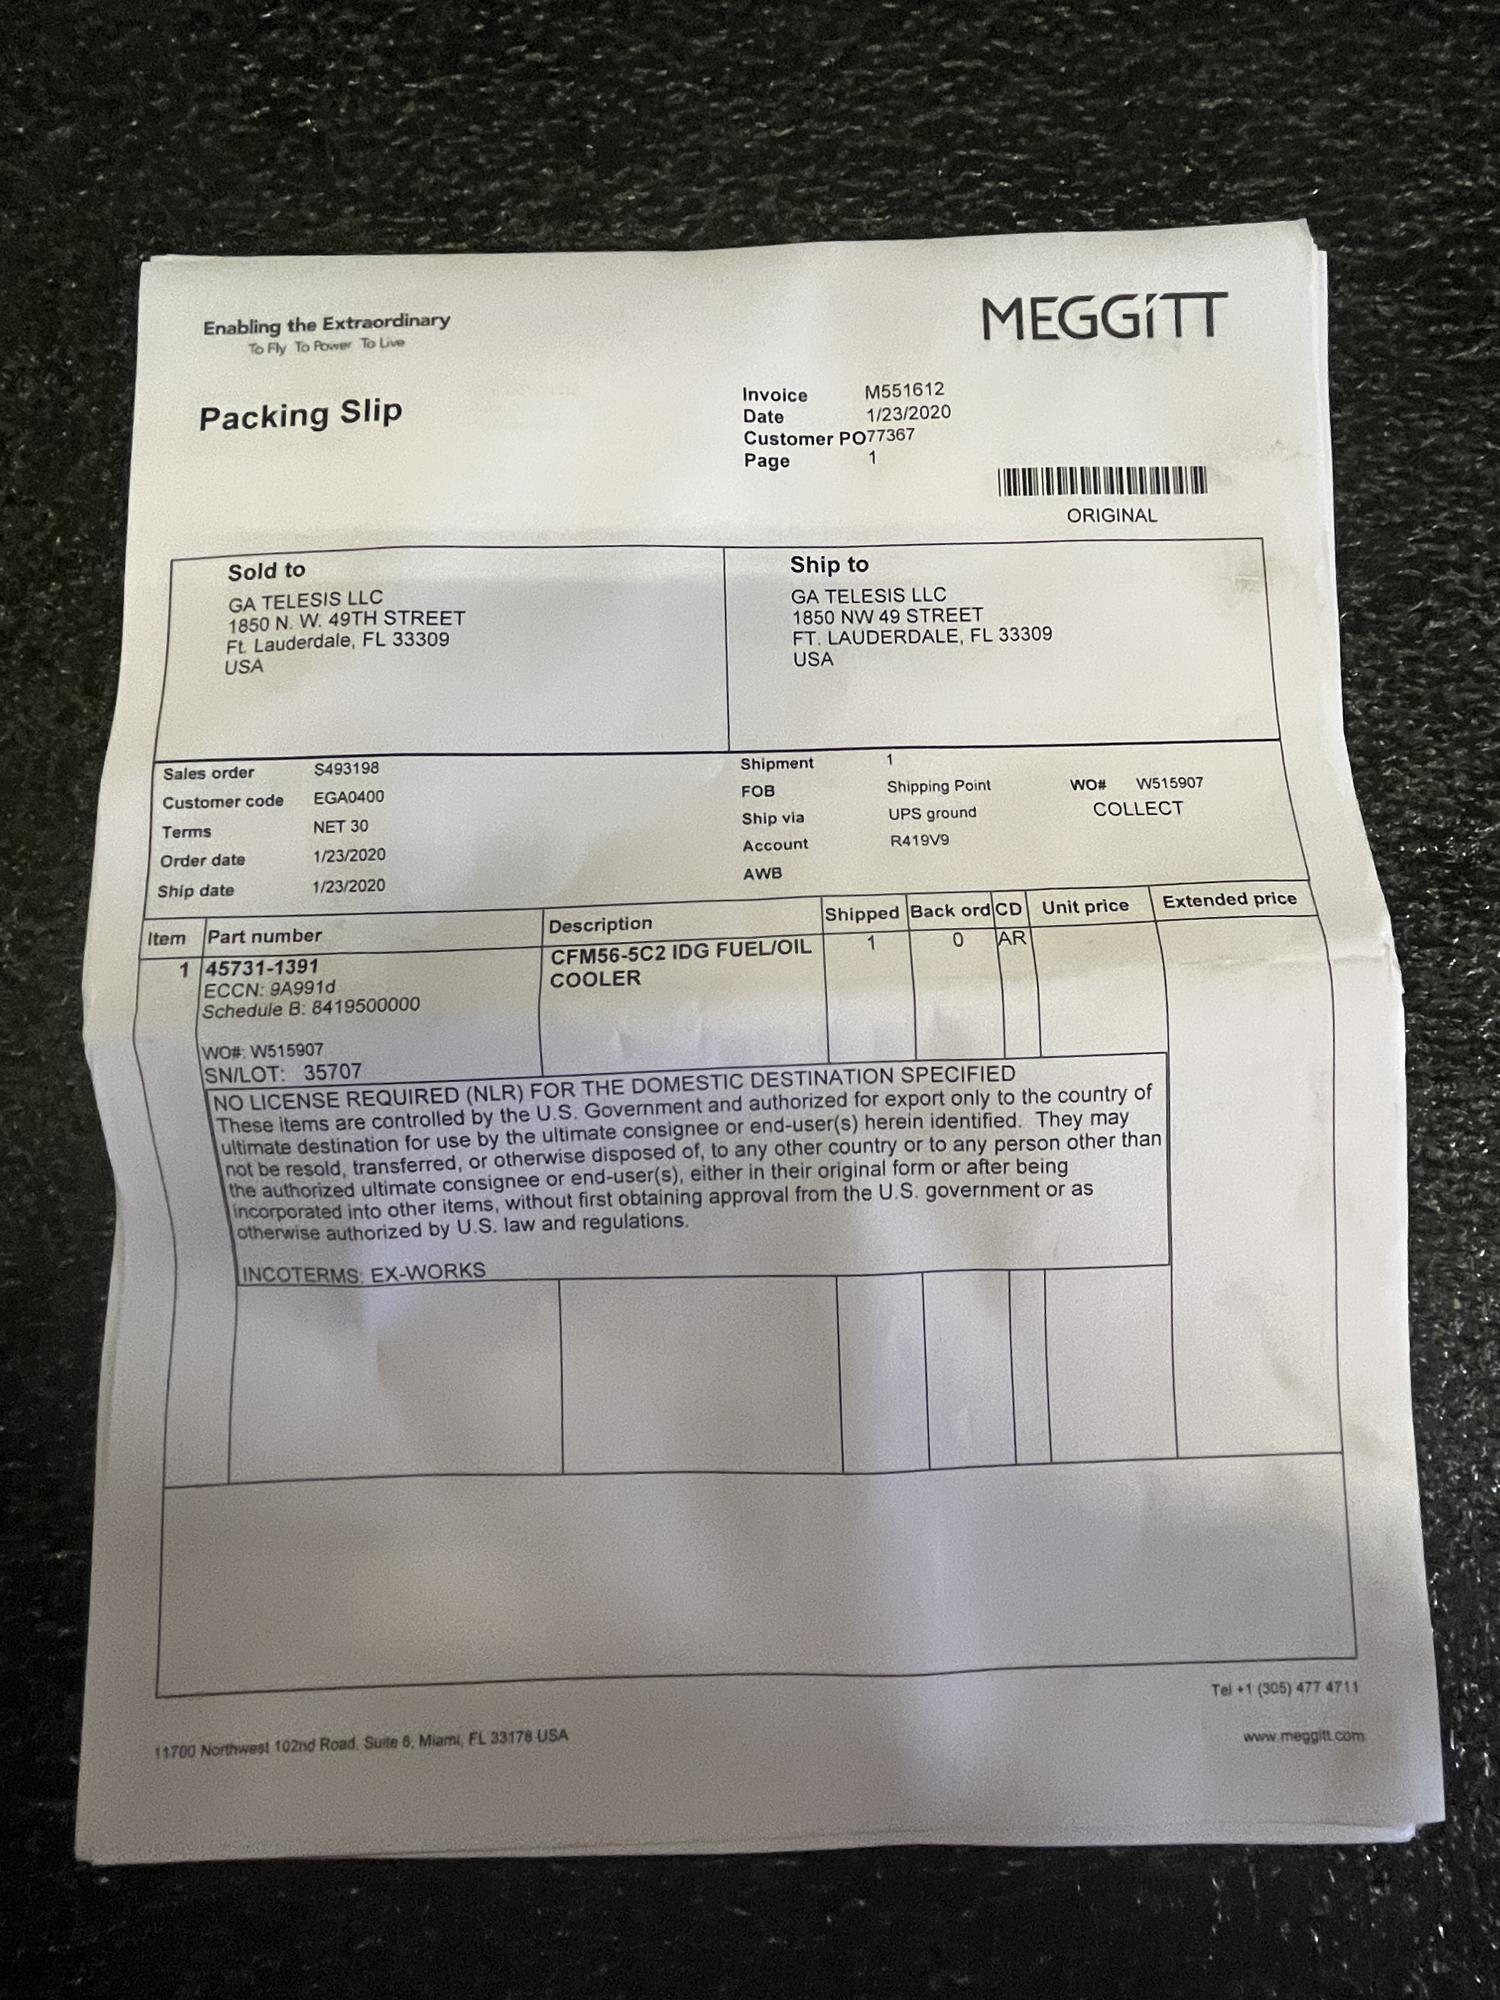 Enabling the Extraordinary
To Fly To Power To Live
MEGGiTT
Packing Slip
Invoice M551612
Date 1/23/2020
Customer PO77367
Page 1
ORIGINAL
Sold to
GA TELESIS LLC
1850 N. W. 49TH STREET
Ft. Lauderdale, FL 33309
USA
Ship to
GA TELESIS LLC
1850 NW 49 STREET
FT. LAUDERDALE, FL 33309
USA
Sales order S493198
Customer code EGA0400
Terms NET 30
Order date 1/23/2020
Ship date 1/23/2020
Shipment 1
FOB Shipping Point WO# W515907
Ship via UPS ground COLLECT
Account R419V9
AWB
Item Part number Description Shipped Back ord CD Unit price Extended price
1 45731-1391 CFM56-5C2 IDG FUEL/OIL 1 0 AR
ECCN: 9A991d COOLER
Schedule B: 8419500000
WO#: W515907
SN/LOT: 35707
NO LICENSE REQUIRED (NLR) FOR THE DOMESTIC DESTINATION SPECIFIED
These items are controlled by the U.S. Government and authorized for export only to the country of
ultimate destination for use by the ultimate consignee or end-user(s) herein identified. They may
not be resold, transferred, or otherwise disposed of, to any other country or to any person other than
the authorized ultimate consignee or end-user(s), either in their original form or after being
incorporated into other items, without first obtaining approval from the U.S. government or as
otherwise authorized by U.S. law and regulations.
INCOTERMS: EX-WORKS
Tel +1 (305) 477 4711
11700 Northwest 102nd Road, Suite 6, Miami, FL 33178 USA
www.meggitt.com